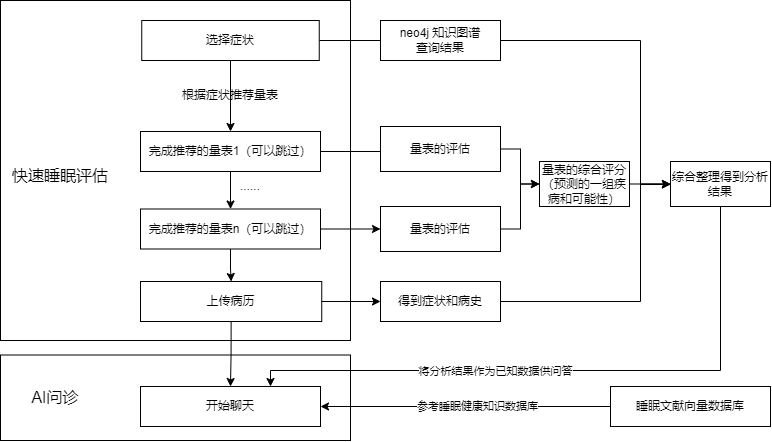 选择症状
neo4j 知识图谱
查询结果
根据症状推荐量表
快速睡眠评估
完成推荐的量表1（可以跳过）
量表的评估
......
完成推荐的量表n（可以跳过）
量表的评估
量表的综合评分
（预测的一组疾
病和可能性）
综合整理得到分析
结果
上传病历
得到症状和病史
将分析结果作为已知数据供问答
AI问诊
开始聊天
参考睡眠健康知识数据库
睡眠文献向量数据库